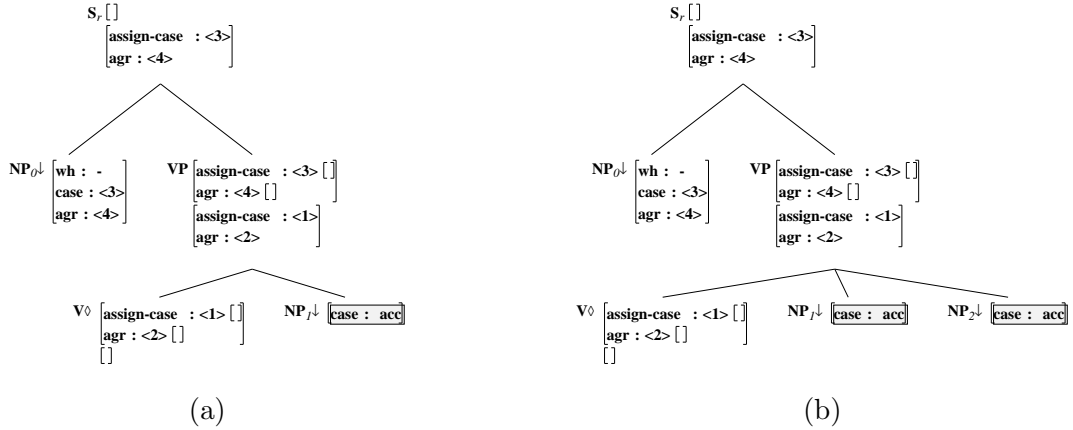 S_r []
[assign-case : <3>
agr : <4>]
NP_0↓ [wh : -
case : <3>
agr : <4>]
VP [assign-case : <3> []
agr : <4> []]
[assign-case : <1>
agr : <2>]
V◊ [assign-case : <1> []
agr : <2> []]
[]
NP_1↓ [case : acc]
(a)
S_r []
[assign-case : <3>
agr : <4>]
NP_0↓ [wh : -
case : <3>
agr : <4>]
VP [assign-case : <3> []
agr : <4> []]
[assign-case : <1>
agr : <2>]
V◊ [assign-case : <1> []
agr : <2> []]
[]
NP_1↓ [case : acc]
NP_2↓ [case : acc]
(b)